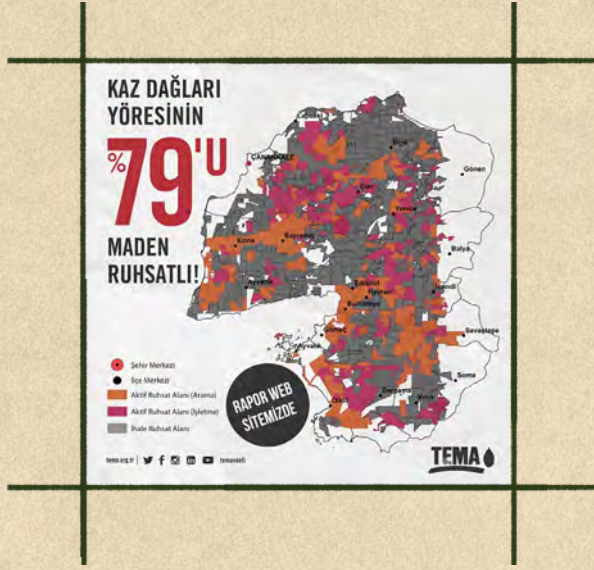 KAZ DAĞLARI
YÖRESİNİN
%79'U
MADEN
RUHSATLI!
ÇANAKKALE
Biga
Gönen
Çan
Yenice
Balya
Ezine
Bayramiç
Ayvacık
Edremit
Havran
Burhaniye
İvrindi
Gömeç
Ayvalık
Savaştepe
Soma
Bergama
Kınık
Dikili
Şehir Merkezi
İlçe Merkezi
Aktif Ruhsat Alanı (Arama)
Aktif Ruhsat Alanı (İşletme)
İhale Ruhsat Alanı
RAPOR WEB
SİTEMİZDE
tema.org.tr
temavakfi
TEMA